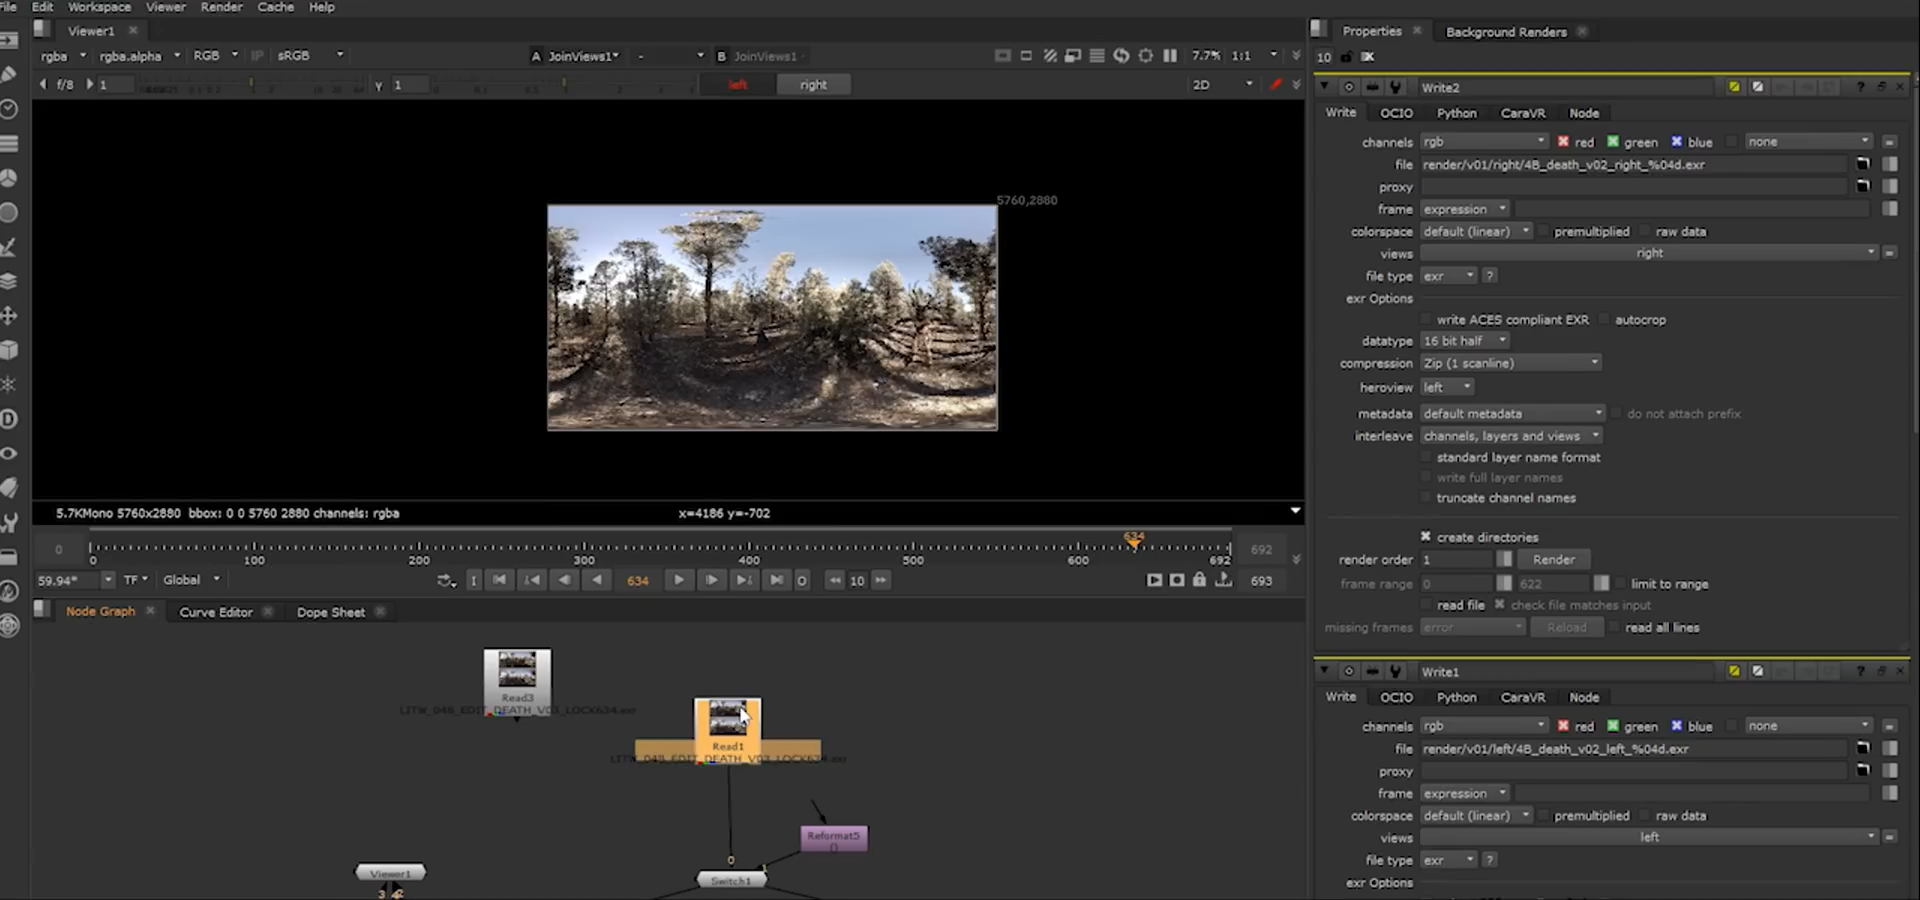 File Edit Workspace Viewer Render Cache Help
Viewer1
rgba rgba.alpha RGB IP sRGB A JoinViews1 - B JoinViews1 7.7% 1:1
f/8 1 Y 1 left right 2D
5760,2880
5.7KMono 5760x2880 bbox: 0 0 5760 2880 channels: rgba x=4186 y=-702
0 0 100 200 300 400 500 600 634 692 692
59.94* TF Global I 634 O 10 693
Node Graph Curve Editor Dope Sheet
Read3
LITW_04B_EDIT_DEATH_V03_LOCK634.exr
Read1
LITW_04B_EDIT_DEATH_V03_LOCK634.exr
Reformat5
()
0 1
Viewer1
Switch1
3
Properties Background Renders
10
Write2
Write OCIO Python CaraVR Node
channels rgb red green blue none =
file render/v01/right/4B_death_v02_right_%04d.exr
proxy
frame expression
colorspace default (linear) premultiplied raw data
views right =
file type exr ?
exr Options
write ACES compliant EXR autocrop
datatype 16 bit half
compression Zip (1 scanline)
heroview left
metadata default metadata do not attach prefix
interleave channels, layers and views
standard layer name format
write full layer names
truncate channel names
create directories
render order 1 Render
frame range 0 622 limit to range
read file check file matches input
missing frames error Reload read all lines
Write1
Write OCIO Python CaraVR Node
channels rgb red green blue none =
file render/v01/left/4B_death_v02_left_%04d.exr
proxy
frame expression
colorspace default (linear) premultiplied raw data
views left =
file type exr ?
exr Options